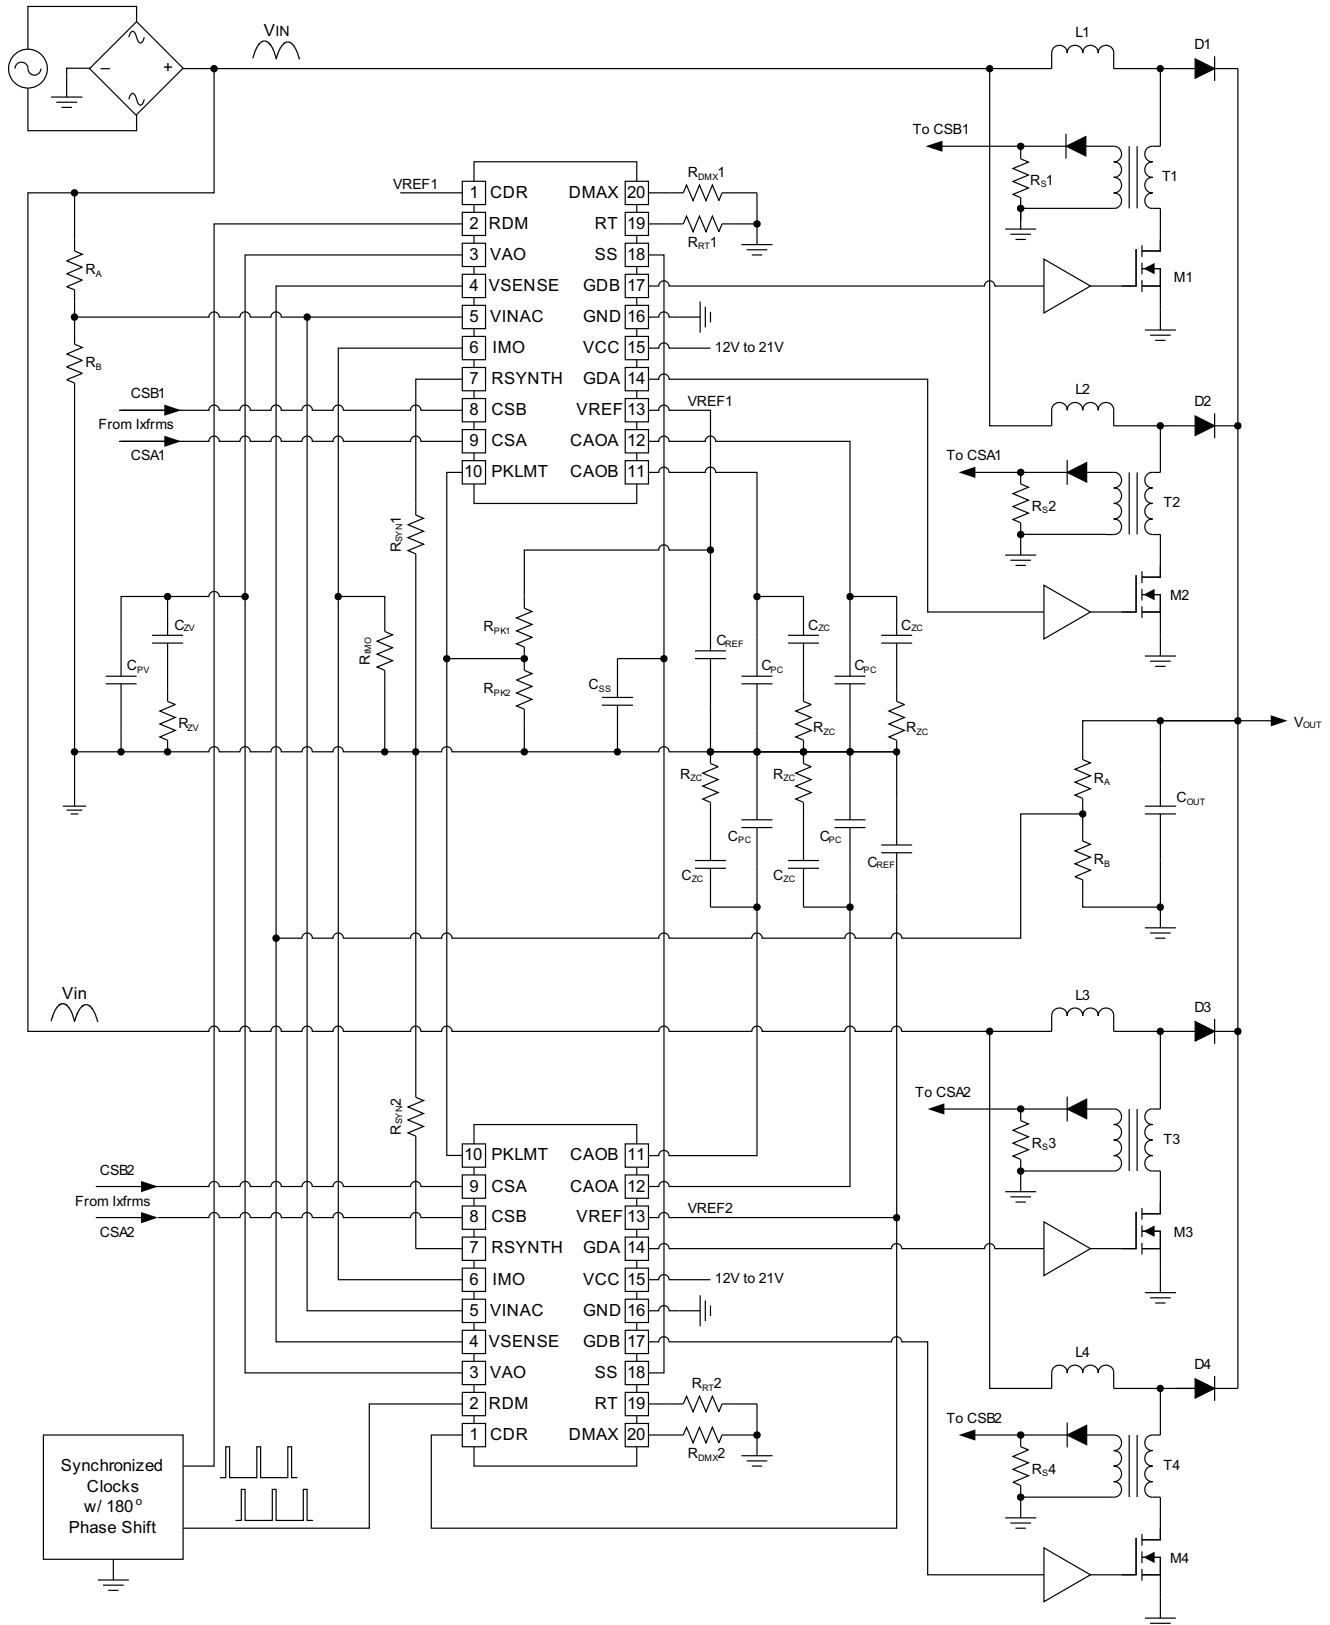 VIN
L1
D1
To CSB1
RS1
T1
M1
VREF1
1 CDR DMAX 20
2 RDM RT 19
3 VAO SS 18
4 VSENSE GDB 17
5 VINAC GND 16
6 IMO VCC 15
7 RSYNTH GDA 14
8 CSB VREF 13
9 CSA CAOA 12
10 PKLMT CAOB 11
RDMX1
RRT1
12V to 21V
VREF1
RA
RB
CSB1
From Ixfrms
CSA1
L2
D2
To CSA1
RS2
T2
M2
RSYN1
CZV
CPV
RZV
RIMO
RPK1
RPK2
CSS
CREF
CPC
CZC
RZC
CPC
CZC
RZC
VOUT
RA
RB
COUT
RZC
CPC
CZC
RZC
CPC
CZC
CREF
Vin
L3
D3
To CSA2
RS3
T3
M3
RSYN2
10 PKLMT CAOB 11
9 CSA CAOA 12
8 CSB VREF 13
7 RSYNTH GDA 14
6 IMO VCC 15
5 VINAC GND 16
4 VSENSE GDB 17
3 VAO SS 18
2 RDM RT 19
1 CDR DMAX 20
CSB2
From Ixfrms
CSA2
VREF2
12V to 21V
RRT2
RDMX2
L4
D4
To CSB2
RS4
T4
M4
Synchronized
Clocks
w/ 180°
Phase Shift